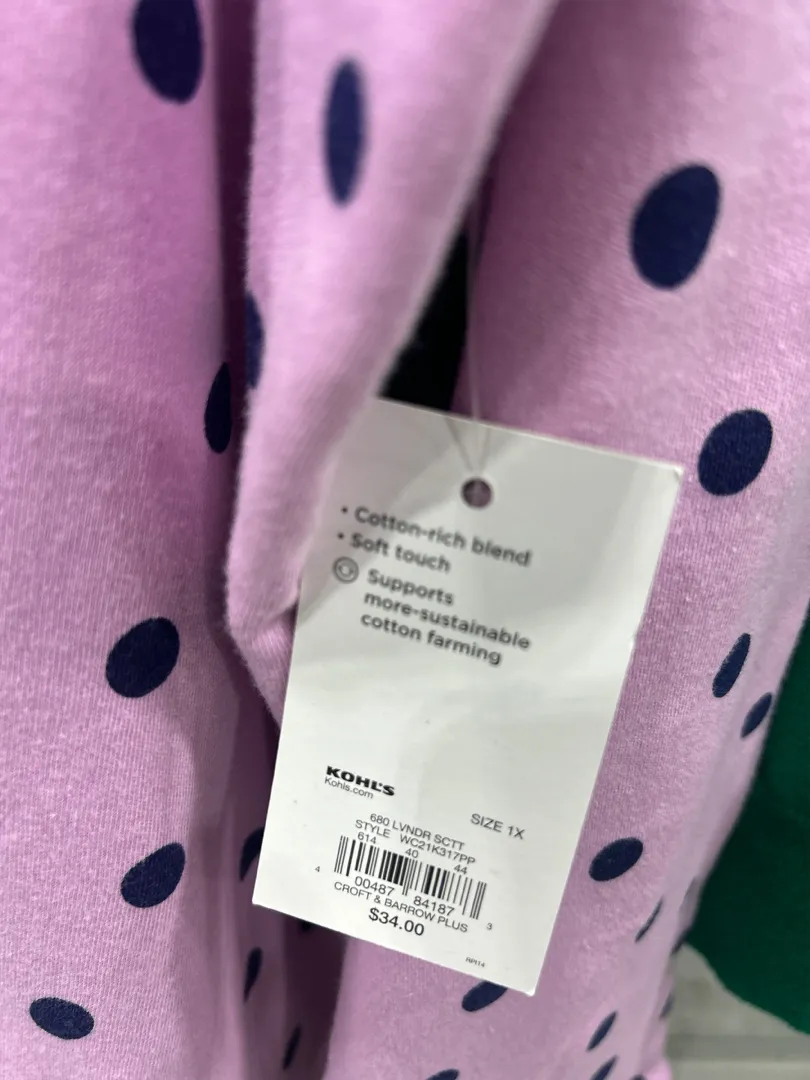 • Cotton-rich blend
• Soft touch
Supports
more-sustainable
cotton farming
KOHL'S
Kohls.com
SIZE 1X
680 LVNDR SCTT
STYLE WC21K317PP
614 40 44
4 00487 84187 3
CROFT & BARROW PLUS
$34.00